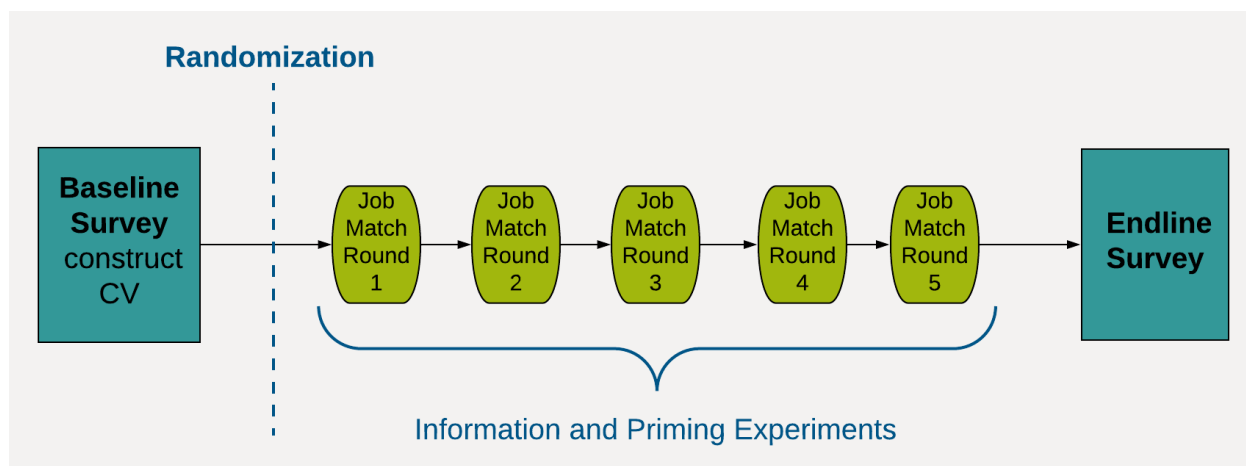 Randomization
Baseline
Survey
construct
CV
Job
Match
Round
1
Job
Match
Round
2
Job
Match
Round
3
Job
Match
Round
4
Job
Match
Round
5
Endline
Survey
Information and Priming Experiments